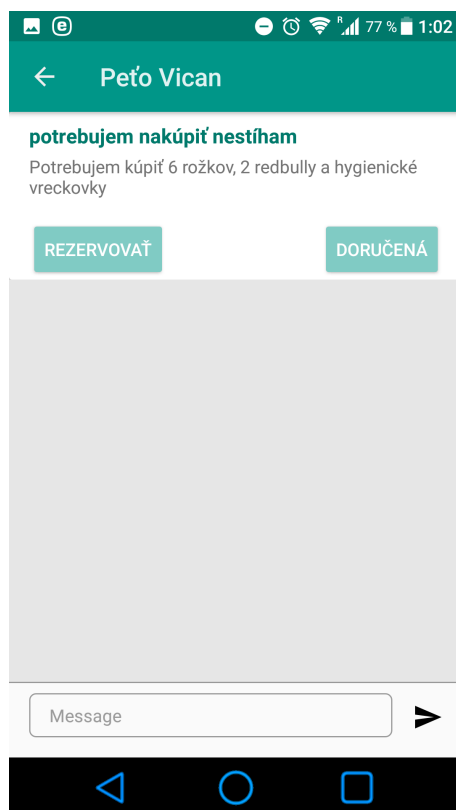 R 77 % 1:02
Peťo Vican
potrebujem nakúpiť nestíham
Potrebujem kúpiť 6 rožkov, 2 redbully a hygienické
vreckovky
REZERVOVAŤ DORUČENÁ
Message